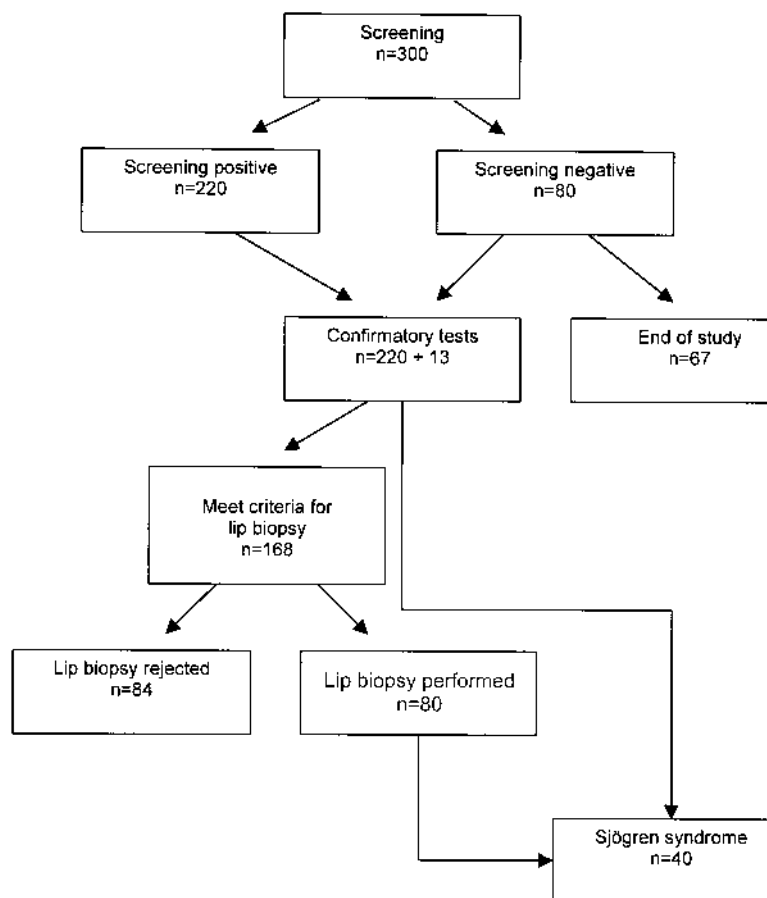 Screening
n=300
Screening positive
n=220
Screening negative
n=80
Confirmatory tests
n=220 + 13
End of study
n=67
Meet criteria for
lip biopsy
n=168
Lip biopsy rejected
n=84
Lip biopsy performed
n=80
Sjögren syndrome
n=40